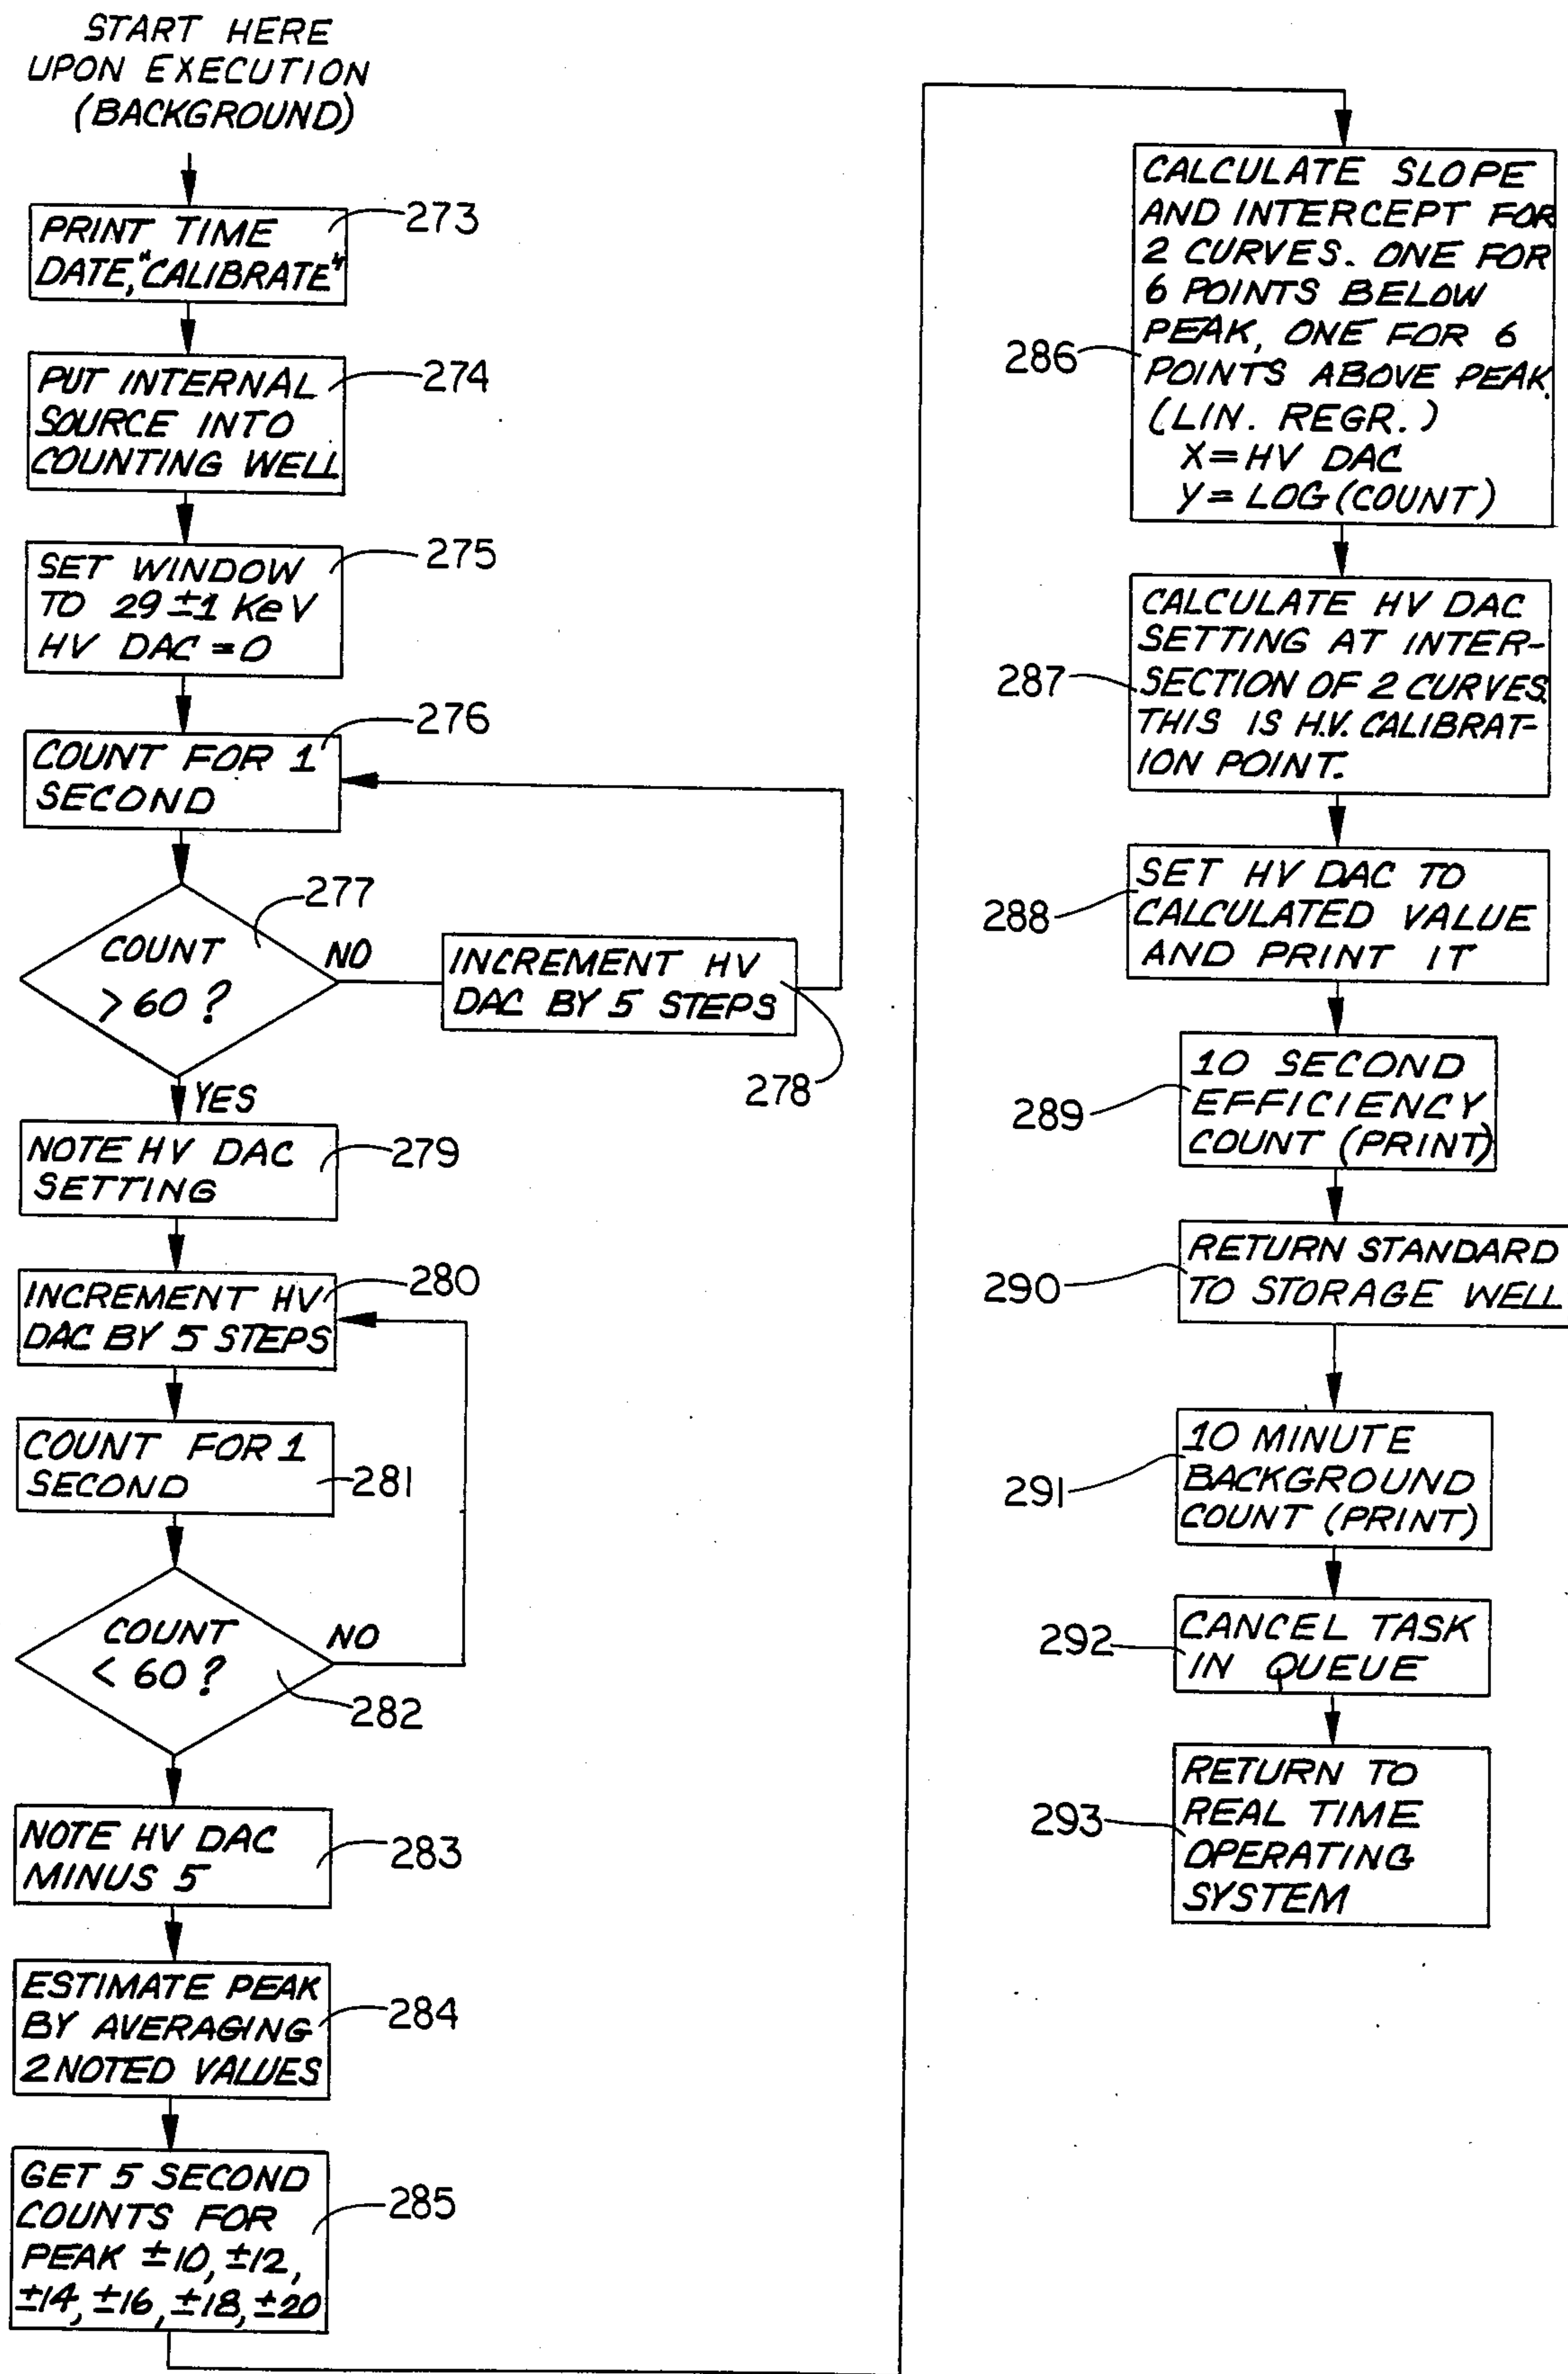 START HERE
UPON EXECUTION
(BACKGROUND)
PRINT TIME
DATE, "CALIBRATE"
273
PUT INTERNAL
SOURCE INTO
COUNTING WELL
274
SET WINDOW
TO 29 ±1 KeV
HV DAC = 0
275
COUNT FOR 1
SECOND
276
COUNT
> 60 ?
277
NO
INCREMENT HV
DAC BY 5 STEPS
278
YES
NOTE HV DAC
SETTING
279
INCREMENT HV
DAC BY 5 STEPS
280
COUNT FOR 1
SECOND
281
COUNT
< 60 ?
NO
282
NOTE HV DAC
MINUS 5
283
ESTIMATE PEAK
BY AVERAGING
2 NOTED VALUES
284
GET 5 SECOND
COUNTS FOR
PEAK ±10, ±12,
±14, ±16, ±18, ±20
285
CALCULATE SLOPE
AND INTERCEPT FOR
2 CURVES. ONE FOR
6 POINTS BELOW
PEAK, ONE FOR 6
POINTS ABOVE PEAK.
(LIN. REGR.)
X = HV DAC
Y = LOG (COUNT)
286
CALCULATE HV DAC
SETTING AT INTER-
SECTION OF 2 CURVES.
THIS IS H.V. CALIBRAT-
ION POINT.
287
SET HV DAC TO
CALCULATED VALUE
AND PRINT IT
288
10 SECOND
EFFICIENCY
COUNT (PRINT)
289
RETURN STANDARD
TO STORAGE WELL
290
10 MINUTE
BACKGROUND
COUNT (PRINT)
291
CANCEL TASK
IN QUEUE
292
RETURN TO
REAL TIME
OPERATING
SYSTEM
293